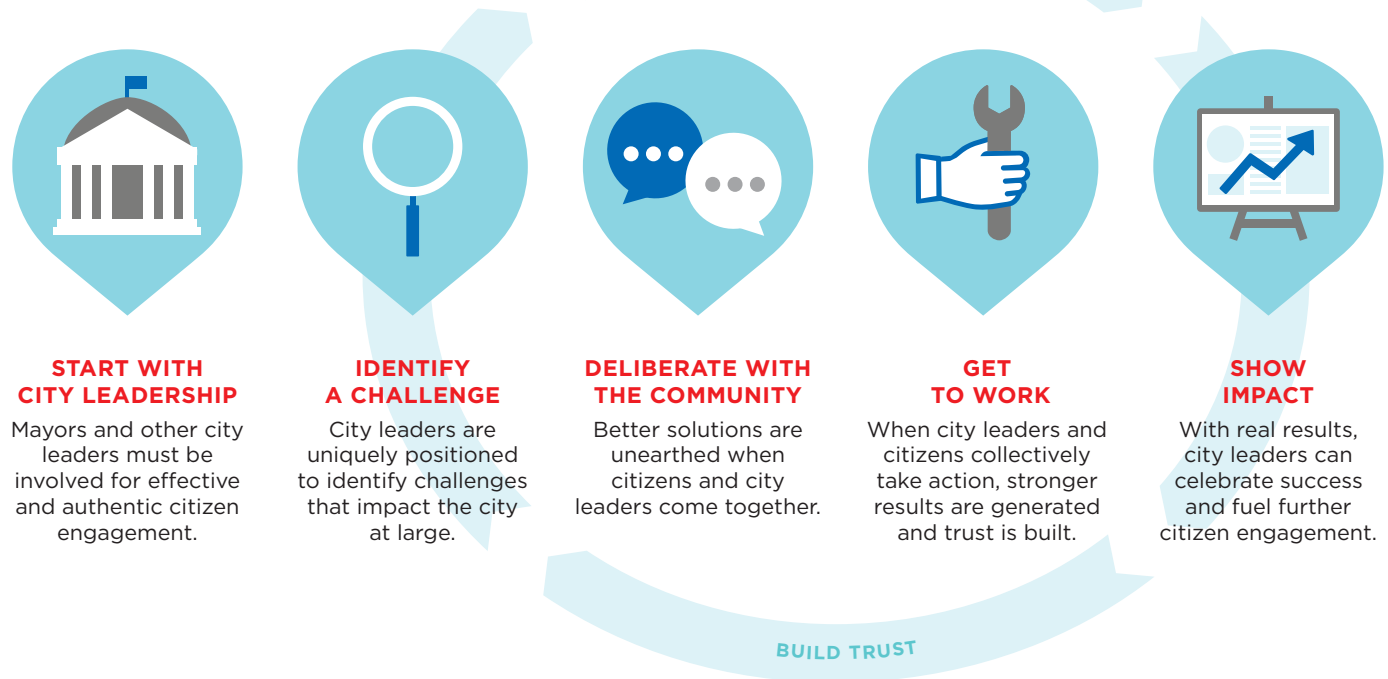 START WITH
CITY LEADERSHIP
Mayors and other city
leaders must be
involved for effective
and authentic citizen
engagement.
IDENTIFY
A CHALLENGE
City leaders are
uniquely positioned
to identify challenges
that impact the city
at large.
DELIBERATE WITH
THE COMMUNITY
Better solutions are
unearthed when
citizens and city
leaders come together.
GET
TO WORK
When city leaders and
citizens collectively
take action, stronger
results are generated
and trust is built.
SHOW
IMPACT
With real results,
city leaders can
celebrate success
and fuel further
citizen engagement.
BUILD TRUST